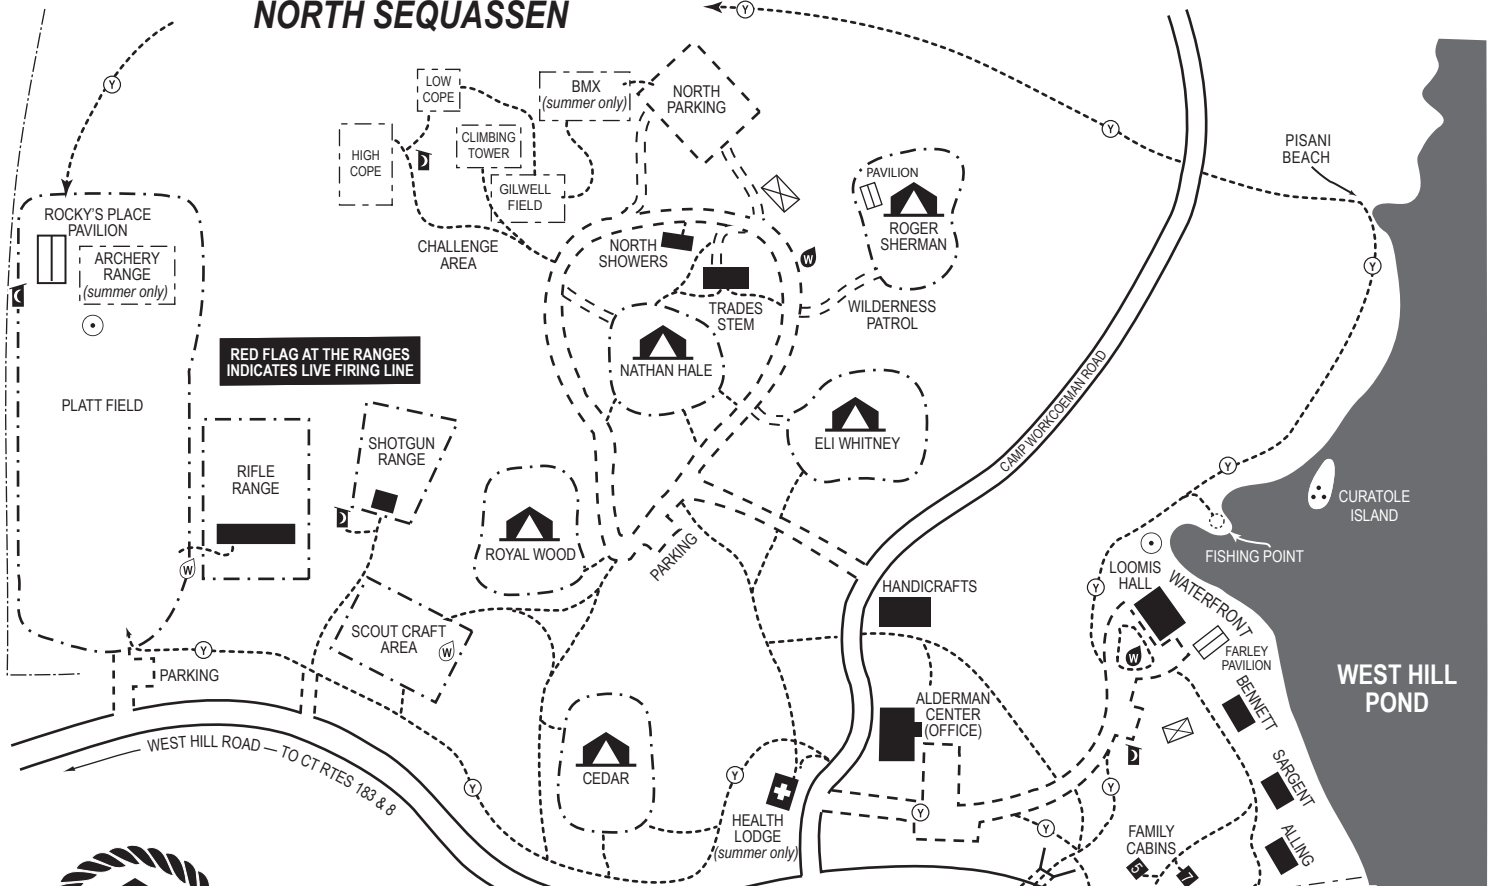 NORTH SEQUASSEN
Y
Y
LOW
COPE
BMX
(summer only)
NORTH
PARKING
Y
PISANI
BEACH
HIGH
COPE
CLIMBING
TOWER
GILWELL
FIELD
PAVILION
ROGER
SHERMAN
ROCKY'S PLACE
PAVILION
ARCHERY
RANGE
(summer only)
CHALLENGE
AREA
NORTH
SHOWERS
W
Y
TRADES
STEM
WILDERNESS
PATROL
RED FLAG AT THE RANGES
INDICATES LIVE FIRING LINE
NATHAN HALE
PLATT FIELD
CAMP WORKCOEMAN ROAD
SHOTGUN
RANGE
ELI WHITNEY
RIFLE
RANGE
Y
CURATOLE
ISLAND
ROYAL WOOD
PARKING
FISHING POINT
W
LOOMIS
HALL
WATERFRONT
Y
HANDICRAFTS
SCOUT CRAFT
AREA
W
Y
PARKING
W
FARLEY
PAVILION
WEST HILL
POND
BENNETT
ALDERMAN
CENTER
(OFFICE)
WEST HILL ROAD — TO CT RTES 183 & 8
CEDAR
SARGENT
Y
Y
Y
Y
Y
HEALTH
LODGE
(summer only)
FAMILY
CABINS
ALLING
5
7